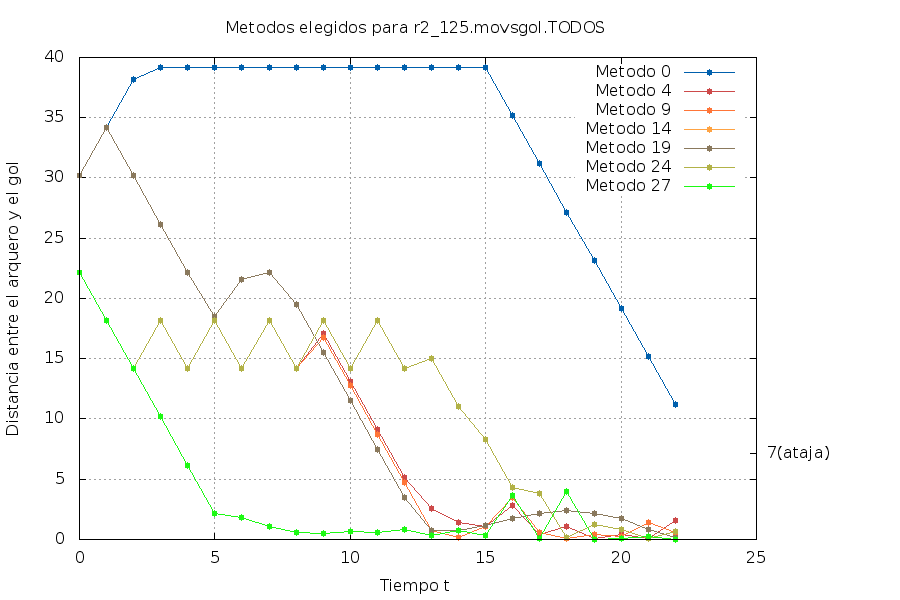 Metodos elegidos para r2_125.movsgol.TODOS
Distancia entre el arquero y el gol
40
35
30
25
20
15
10
5
0
Metodo 0
Metodo 4
Metodo 9
Metodo 14
Metodo 19
Metodo 24
Metodo 27
7(ataja)
0
5
10
15
20
25
Tiempo t